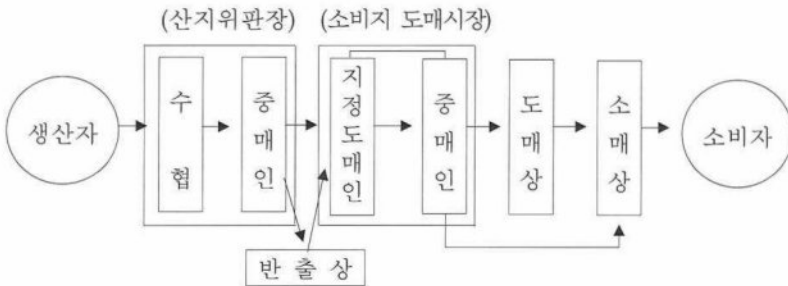 (산지위판장)
(소비지 도매시장)
생산자
수협
중매인
지정도매인
중매인
도매상
소매상
소비자
반출상